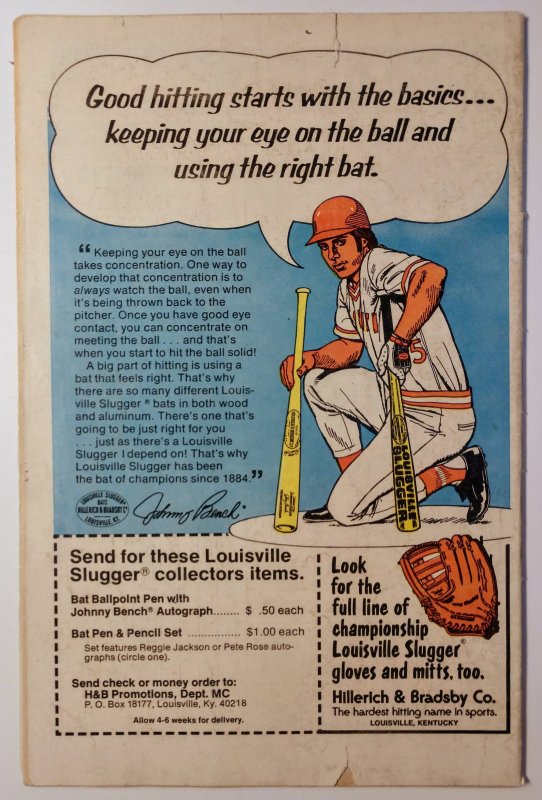 Good hitting starts with the basics...
keeping your eye on the ball and
using the right bat.
“ Keeping your eye on the ball
takes concentration. One way to
develop that concentration is to
always watch the ball, even when
it's being thrown back to the
pitcher. Once you have good eye
contact, you can concentrate on
meeting the ball . . . and that's
when you start to hit the ball solid!
A big part of hitting is using a
bat that feels right. That's why
there are so many different Louis-
ville Slugger ® bats in both wood
and aluminum. There's one that's
going to be just right for you
. . . just as there's a Louisville
Slugger I depend on! That's why
Louisville Slugger has been
the bat of champions since 1884.”
LOUISVILLE SLUGGER®
BATS
HILLERICH & BRADSBY Co
LOUISVILLE, KY.
Johnny Bench
5
LOUISVILLE
SLUGGER
Send for these Louisville
Slugger® collectors items.
Bat Ballpoint Pen with
Johnny Bench® Autograph........ $ .50 each
Bat Pen & Pencil Set ................ $1.00 each
Set features Reggie Jackson or Pete Rose auto-
graphs (circle one).
Send check or money order to:
H&B Promotions, Dept. MC
P. O. Box 18177, Louisville, Ky. 40218
Allow 4-6 weeks for delivery.
Look
for the
full line of
championship
Louisville Slugger®
gloves and mitts, too.
Hillerich & Bradsby Co.
The hardest hitting name in sports.
LOUISVILLE, KENTUCKY